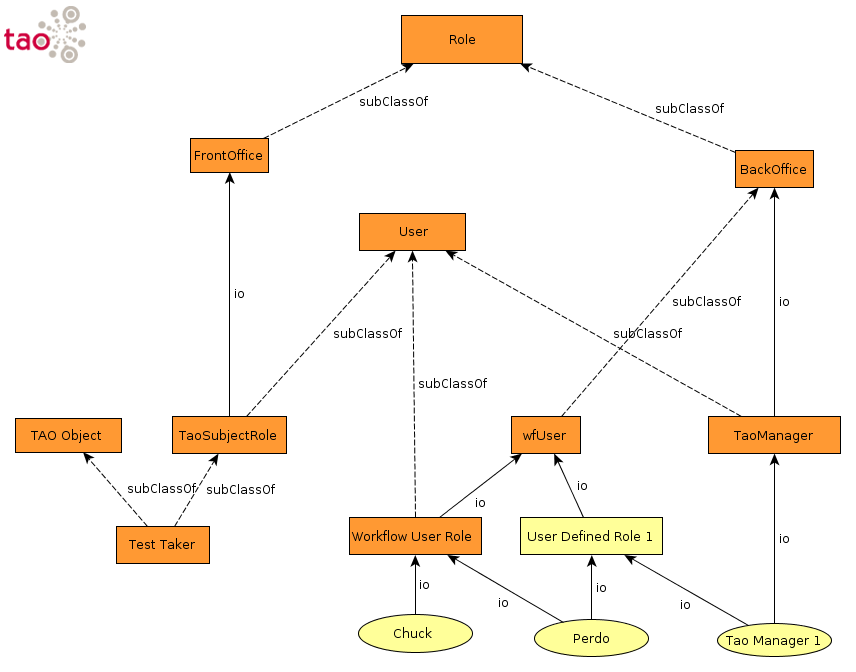 tao
Role
subClassOf
subClassOf
FrontOffice
BackOffice
User
io
subClassOf
io
subClassOf
subClassOf
subClassOf
TAO Object
TaoSubjectRole
wfUser
TaoManager
subClassOf
subClassOf
io
io
Test Taker
Workflow User Role
User Defined Role 1
io
io
io
io
io
Chuck
Perdo
Tao Manager 1